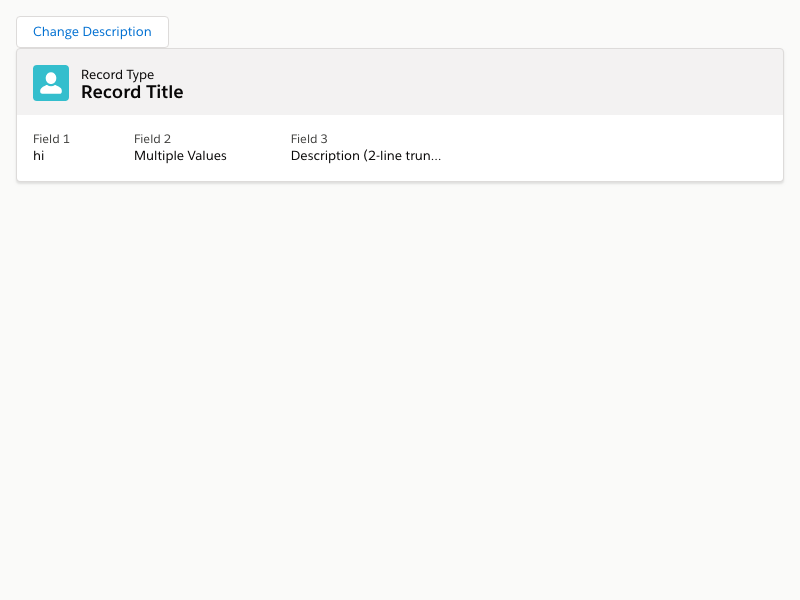 Change Description
Record Type
Record Title
Field 1
hi
Field 2
Multiple Values
Field 3
Description (2-line trun...